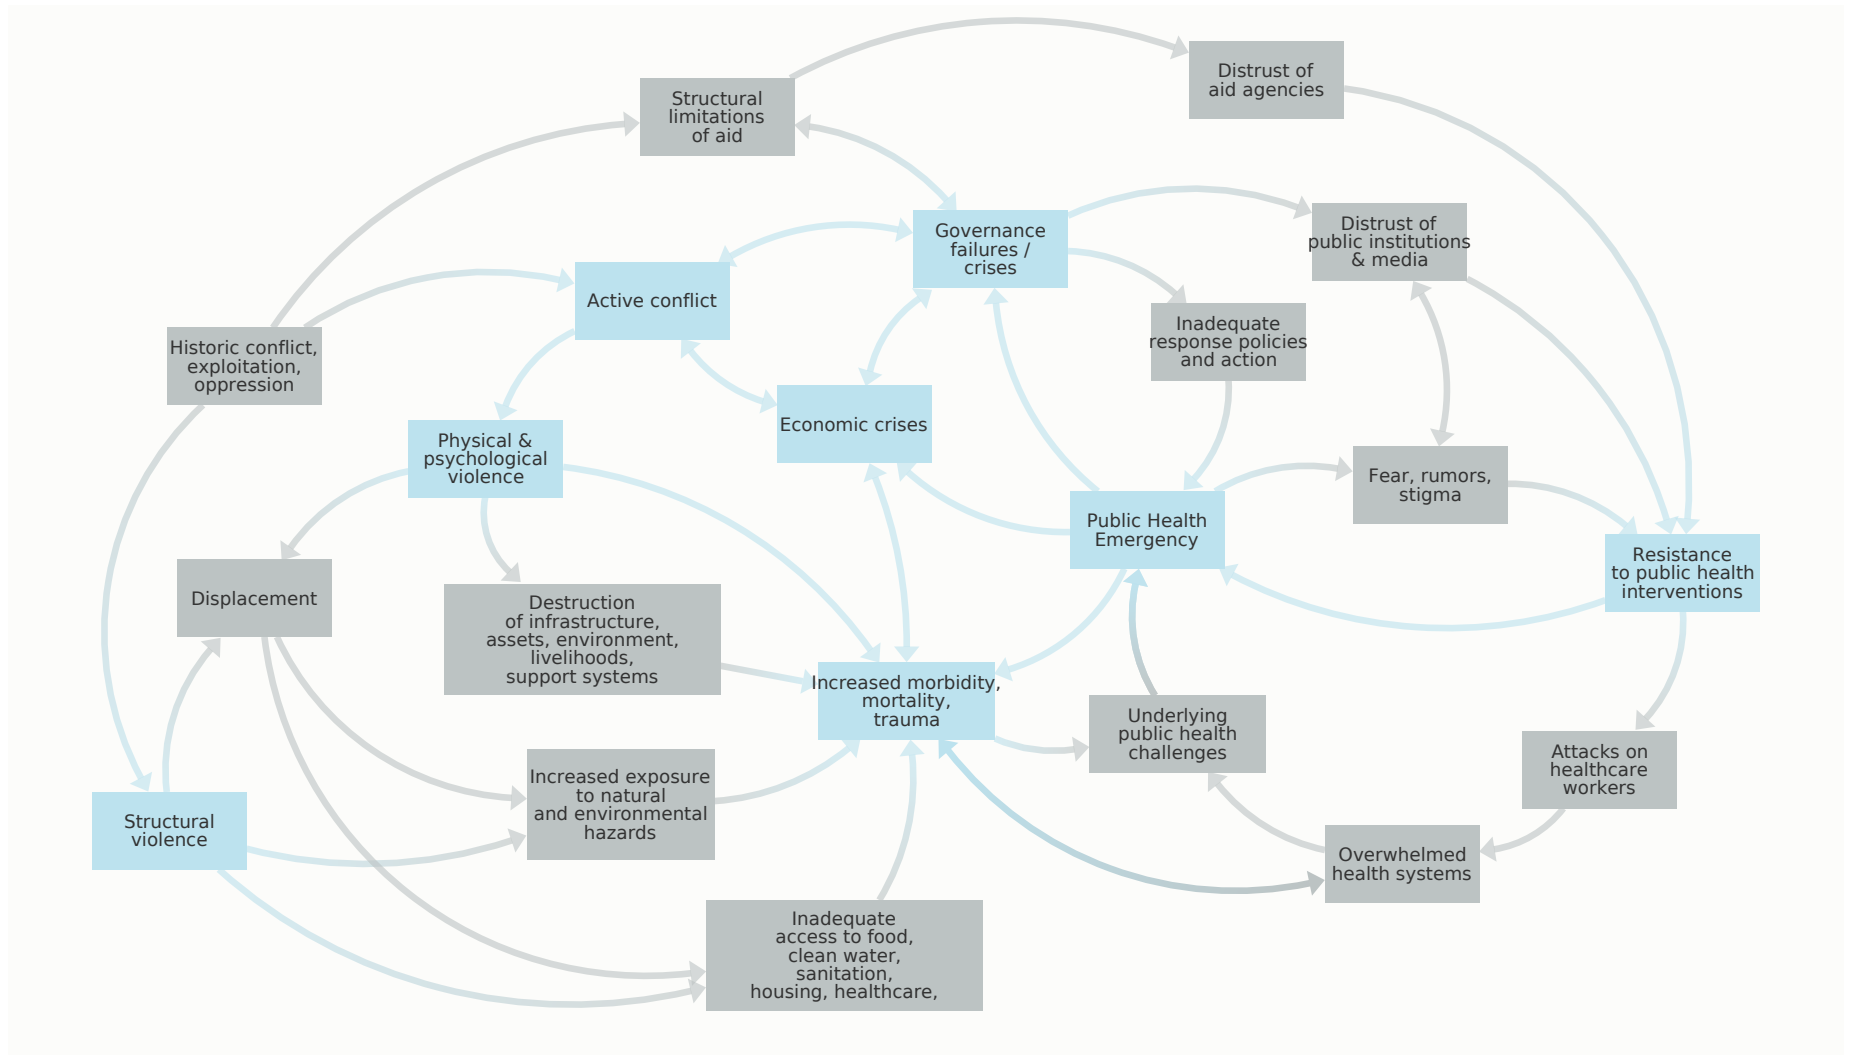 Distrust of
aid agencies
Structural
limitations
of aid
Governance
failures /
crises
Distrust of
public institutions
& media
Active conflict
Inadequate
response policies
and action
Historic conflict,
exploitation,
oppression
Economic crises
Physical &
psychological
violence
Fear, rumors,
stigma
Public Health
Emergency
Resistance
to public health
interventions
Displacement
Destruction
of infrastructure,
assets, environment,
livelihoods,
support systems
Increased morbidity,
mortality,
trauma
Underlying
public health
challenges
Attacks on
healthcare
workers
Increased exposure
to natural
and environmental
hazards
Structural
violence
Overwhelmed
health systems
Inadequate
access to food,
clean water,
sanitation,
housing, healthcare,